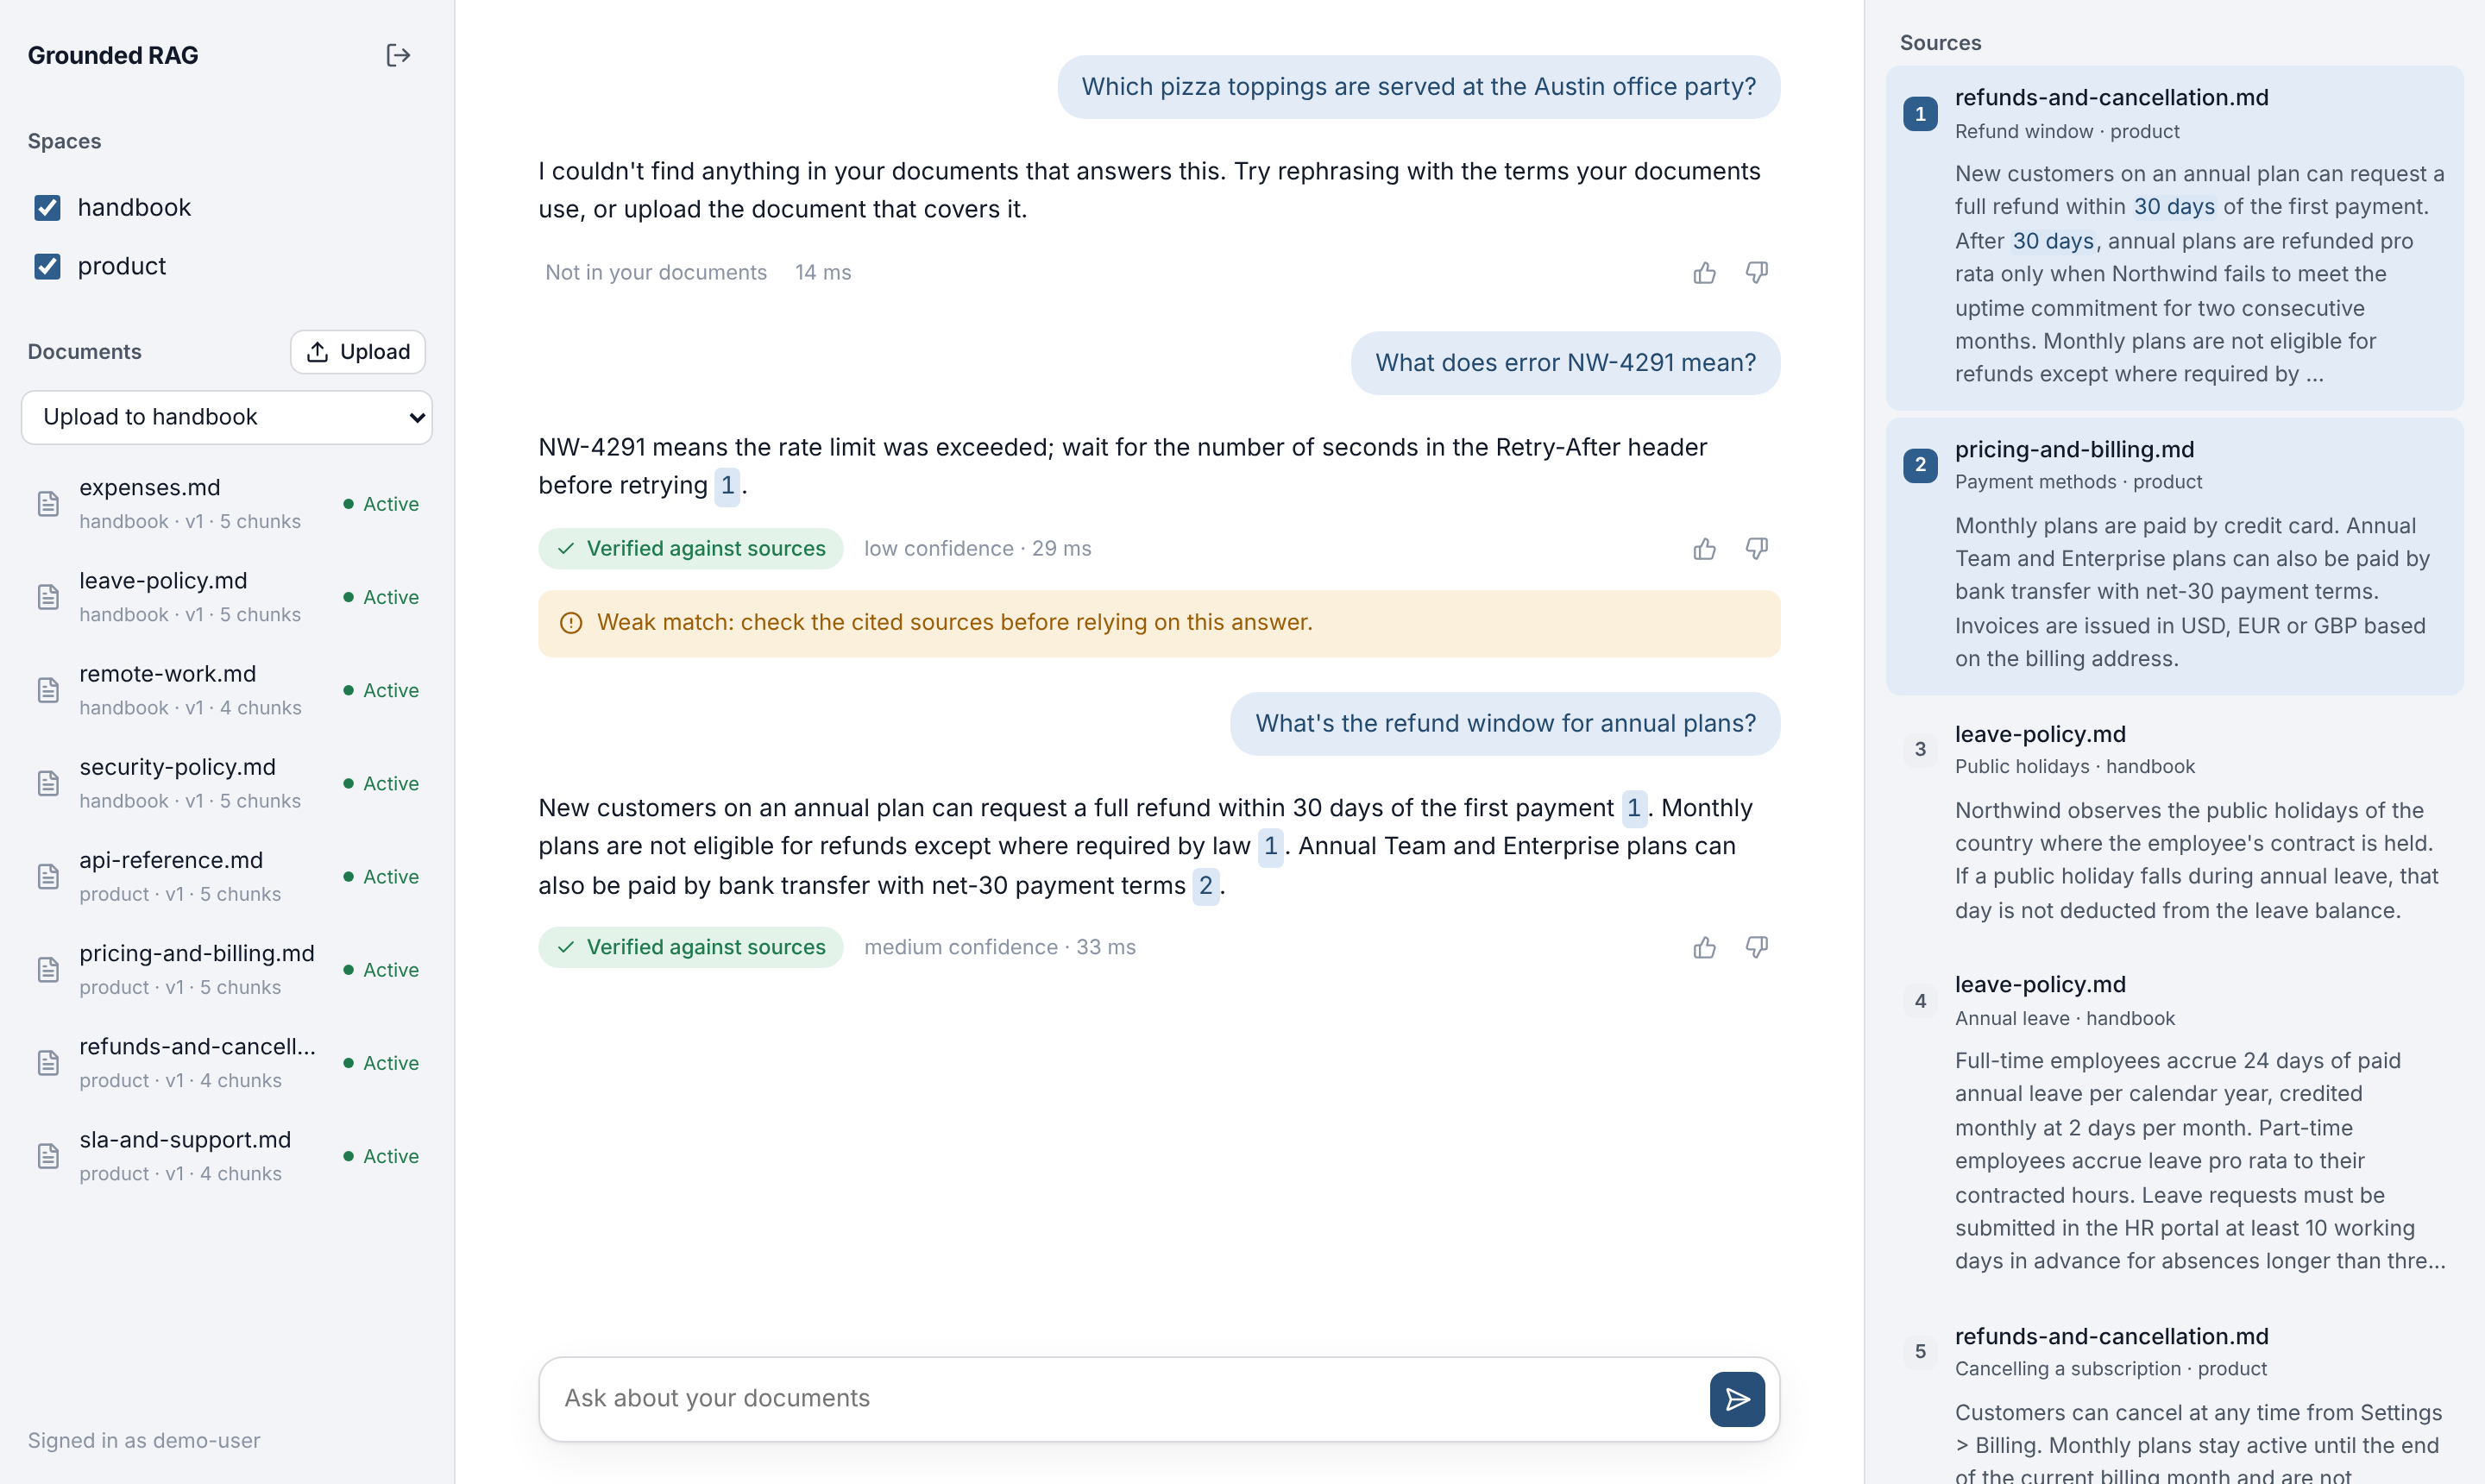 Grounded RAG
Spaces
handbook
product
Documents
Upload
Upload to handbook
expenses.md
handbook · v1 · 5 chunks
Active
leave-policy.md
handbook · v1 · 5 chunks
Active
remote-work.md
handbook · v1 · 4 chunks
Active
security-policy.md
handbook · v1 · 5 chunks
Active
api-reference.md
product · v1 · 5 chunks
Active
pricing-and-billing.md
product · v1 · 5 chunks
Active
refunds-and-cancell...
product · v1 · 4 chunks
Active
sla-and-support.md
product · v1 · 4 chunks
Active
Signed in as demo-user
Which pizza toppings are served at the Austin office party?
I couldn't find anything in your documents that answers this. Try rephrasing with the terms your documents
use, or upload the document that covers it.
Not in your documents 14 ms
What does error NW-4291 mean?
NW-4291 means the rate limit was exceeded; wait for the number of seconds in the Retry-After header
before retrying 1.
Verified against sources low confidence · 29 ms
Weak match: check the cited sources before relying on this answer.
What's the refund window for annual plans?
New customers on an annual plan can request a full refund within 30 days of the first payment 1. Monthly
plans are not eligible for refunds except where required by law 1. Annual Team and Enterprise plans can
also be paid by bank transfer with net-30 payment terms 2.
Verified against sources medium confidence · 33 ms
Ask about your documents
Sources
1
refunds-and-cancellation.md
Refund window · product
New customers on an annual plan can request a
full refund within 30 days of the first payment.
After 30 days, annual plans are refunded pro
rata only when Northwind fails to meet the
uptime commitment for two consecutive
months. Monthly plans are not eligible for
refunds except where required by ...
2
pricing-and-billing.md
Payment methods · product
Monthly plans are paid by credit card. Annual
Team and Enterprise plans can also be paid by
bank transfer with net-30 payment terms.
Invoices are issued in USD, EUR or GBP based
on the billing address.
3
leave-policy.md
Public holidays · handbook
Northwind observes the public holidays of the
country where the employee's contract is held.
If a public holiday falls during annual leave, that
day is not deducted from the leave balance.
4
leave-policy.md
Annual leave · handbook
Full-time employees accrue 24 days of paid
annual leave per calendar year, credited
monthly at 2 days per month. Part-time
employees accrue leave pro rata to their
contracted hours. Leave requests must be
submitted in the HR portal at least 10 working
days in advance for absences longer than thre...
5
refunds-and-cancellation.md
Cancelling a subscription · product
Customers can cancel at any time from Settings
> Billing. Monthly plans stay active until the end
of the current billing month and are not